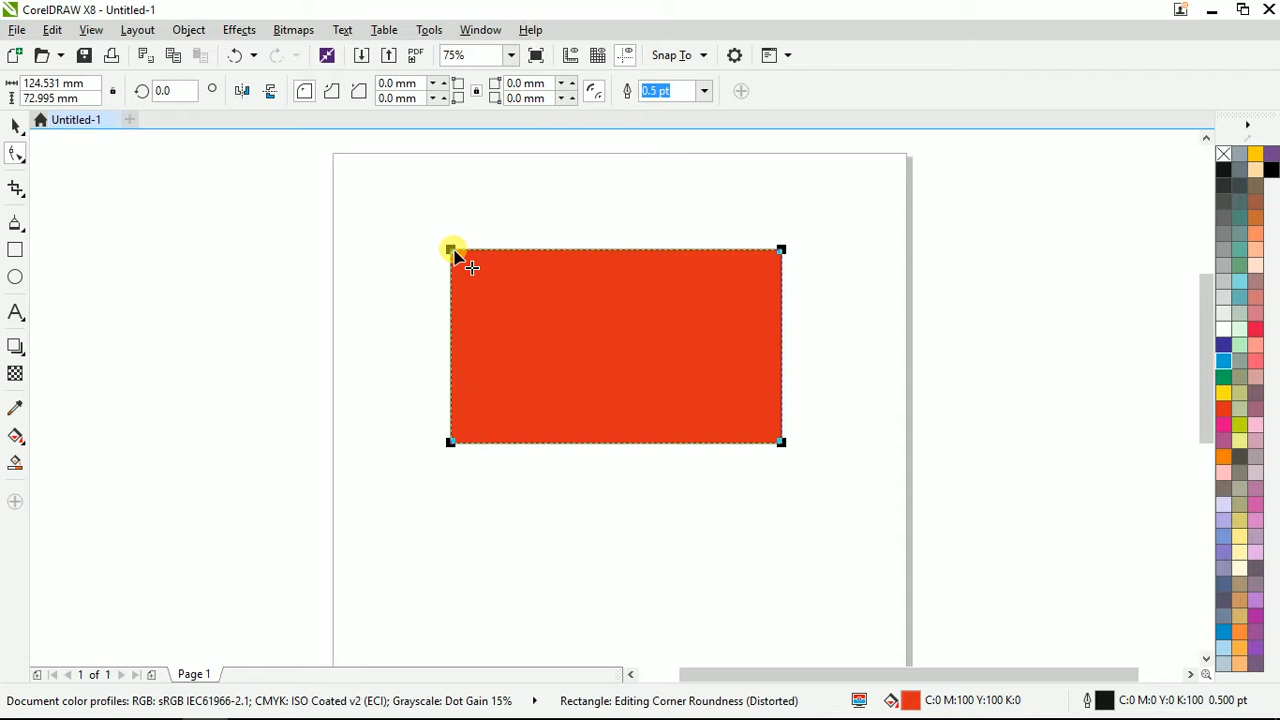 CorelDRAW X8 - Untitled-1
File Edit View Layout Object Effects Bitmaps Text Table Tools Window Help
PDF 75% Snap To
124.531 mm 0.0 0.0 mm 0.0 mm 0.5 pt
72.995 mm 0.0 mm 0.0 mm
Untitled-1
1 of 1 Page 1
Document color profiles: RGB: sRGB IEC61966-2.1; CMYK: ISO Coated v2 (ECI); Grayscale: Dot Gain 15% Rectangle: Editing Corner Roundness (Distorted) C:0 M:100 Y:100 K:0 C:0 M:0 Y:0 K:100 0.500 pt